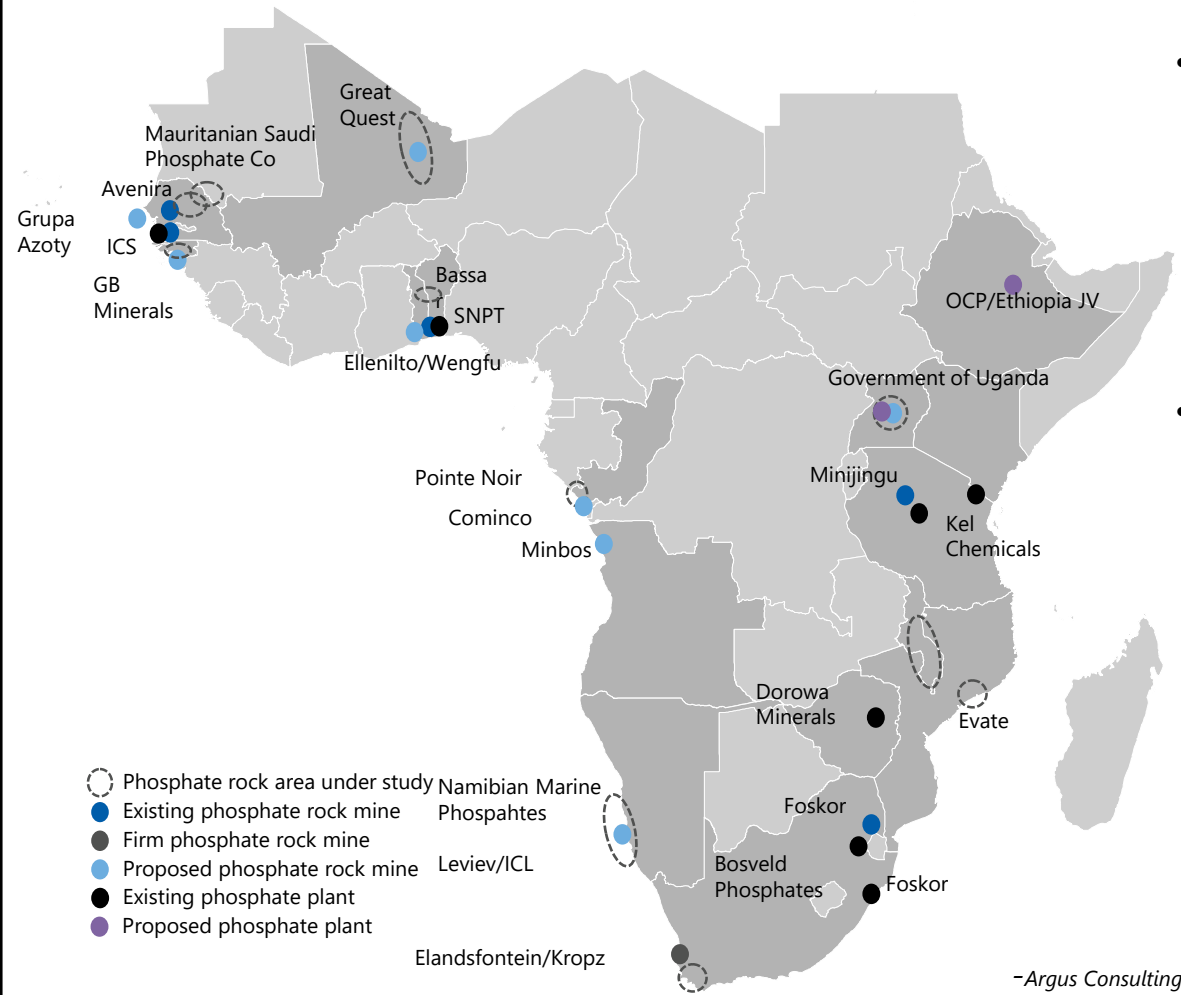 Great
Quest
Mauritanian Saudi
Phosphate Co
Avenira
Grupa
Azoty
ICS
GB
Minerals
Bassa
r
SNPT
Ellenilto/Wengfu
OCP/Ethiopia JV
Government of Uganda
Pointe Noir
Cominco
Minbos
Minijingu
Kel
Chemicals
Dorowa
Minerals
Evate
Phosphate rock area under study
Existing phosphate rock mine
Firm phosphate rock mine
Proposed phosphate rock mine
Existing phosphate plant
Proposed phosphate plant
Namibian Marine
Phospahtes
Leviev/ICL
Foskor
Bosveld
Phosphates
Foskor
Elandsfontein/Kropz
–Argus Consulting